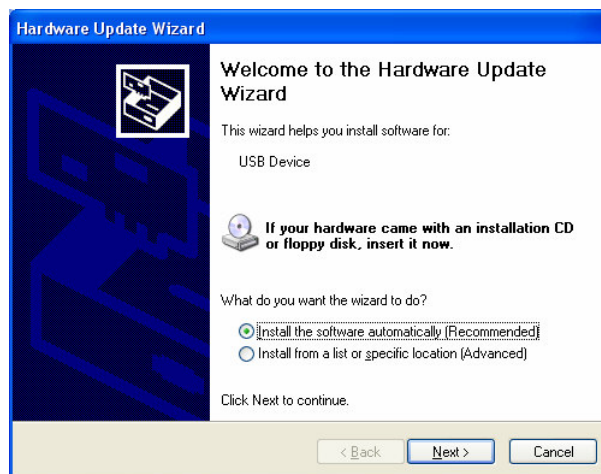 Hardware Update Wizard
Welcome to the Hardware Update
Wizard
This wizard helps you install software for:
USB Device
If your hardware came with an installation CD
or floppy disk, insert it now.
What do you want the wizard to do?
Install the software automatically (Recommended)
Install from a list or specific location (Advanced)
Click Next to continue.
< Back
Next >
Cancel